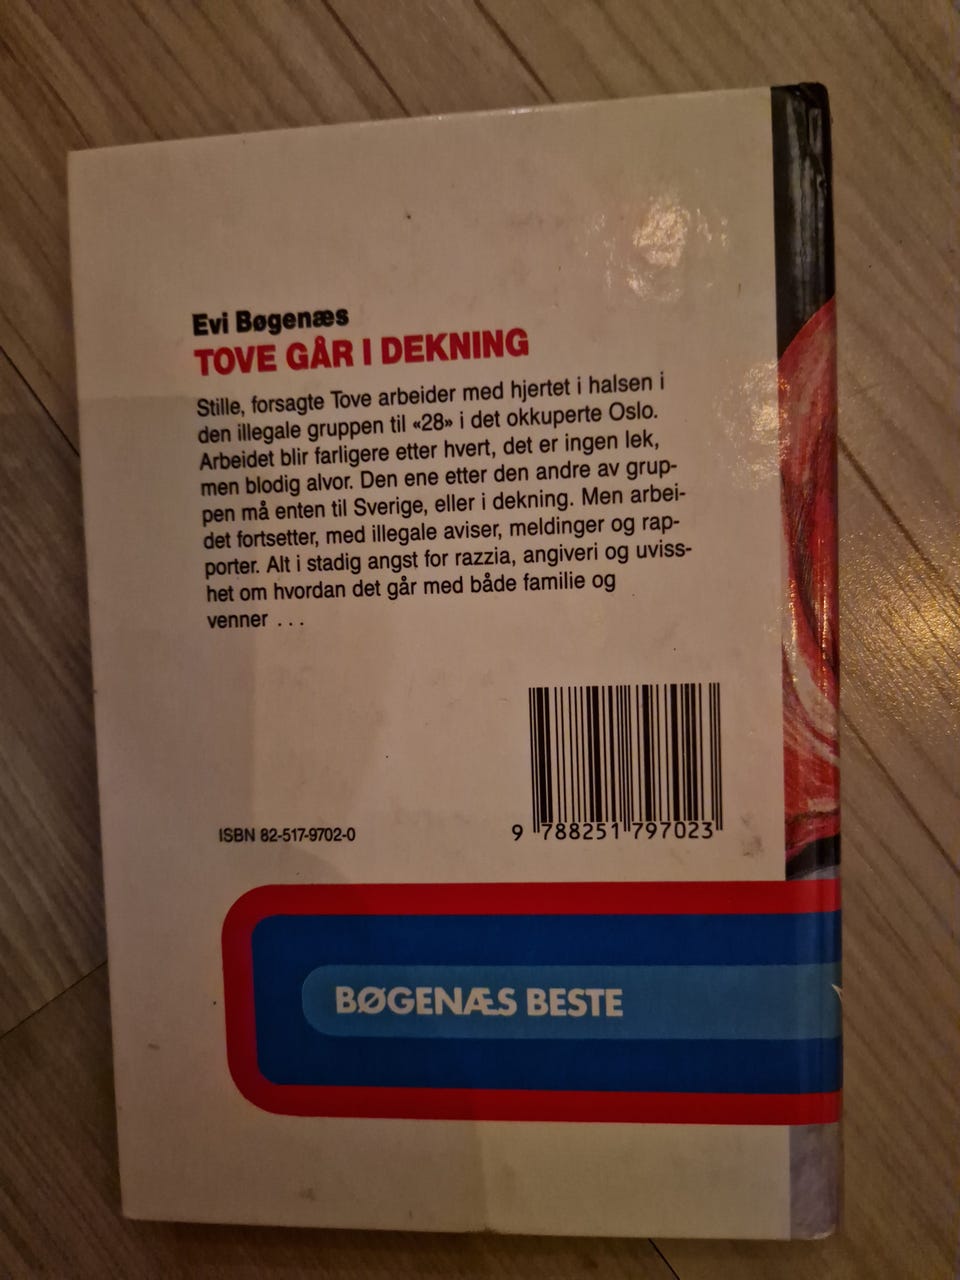 Evi Bøgenæs
TOVE GÅR I DEKNING
Stille, forsagte Tove arbeider med hjertet i halsen i
den illegale gruppen til «28» i det okkuperte Oslo.
Arbeidet blir farligere etter hvert, det er ingen lek,
men blodig alvor. Den ene etter den andre av grup-
pen må enten til Sverige, eller i dekning. Men arbei-
det fortsetter, med illegale aviser, meldinger og rap-
porter. Alt i stadig angst for razzia, angiveri og uviss-
het om hvordan det går med både familie og
venner . . .
ISBN 82-517-9702-0
9 788251 797023
BØGENÆS BESTE